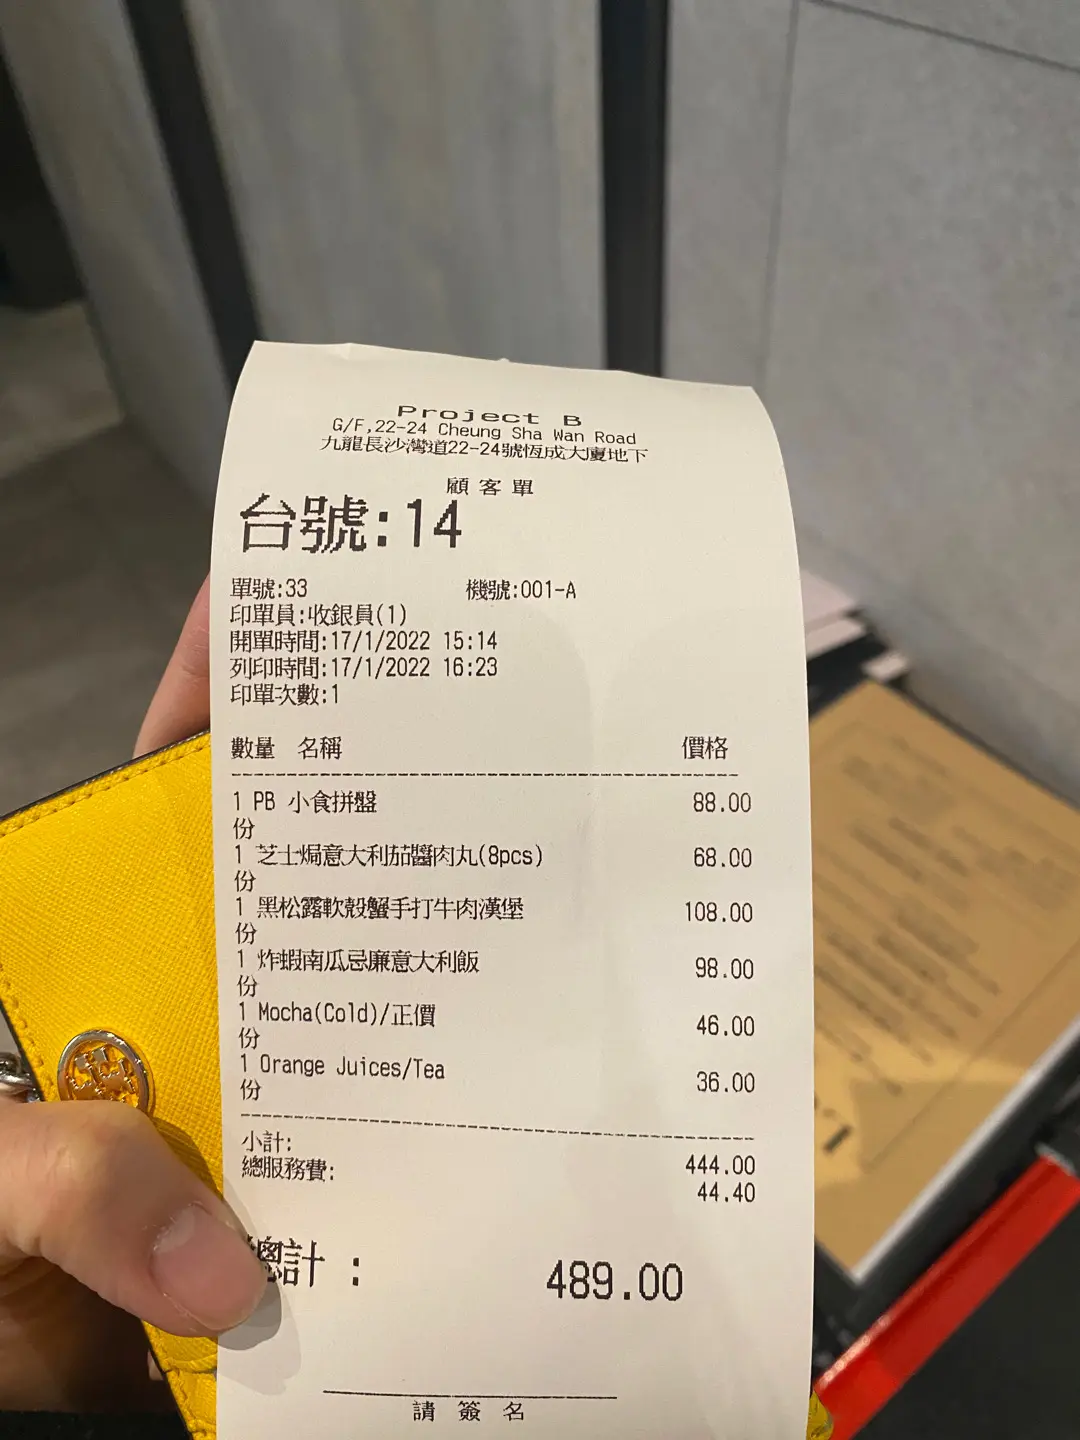 Project B
G/F,22-24 Cheung Sha Wan Road
九龍長沙灣道22-24號恆成大廈地下
顧客單
台號:14
單號:33 機號:001-A
印單員:收銀員(1)
開單時間:17/1/2022 15:14
列印時間:17/1/2022 16:23
印單次數:1
數量 名稱 價格
1 PB 小食拼盤 88.00
份
1 芝士焗意大利茄醬肉丸(8pcs) 68.00
份
1 黑松露軟殼蟹手打牛肉漢堡 108.00
份
1 炸蝦南瓜忌廉意大利飯 98.00
份
1 Mocha(Cold)/正價 46.00
份
1 Orange Juices/Tea 36.00
份
小計: 444.00
總服務費: 44.40
總計 : 489.00
請簽名